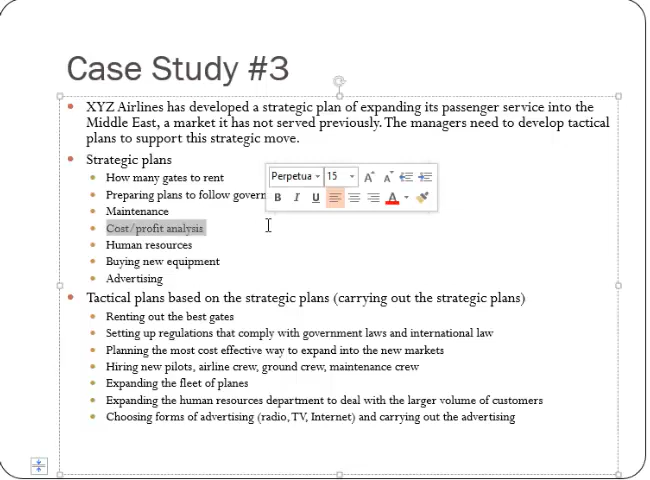 Case Study #3
XYZ Airlines has developed a strategic plan of expanding its passenger service into the
Middle East, a market it has not served previously. The managers need to develop tactical
plans to support this strategic move.
Strategic plans
How many gates to rent
Preparing plans to follow govern
Perpetua 15 A A
B I U A
Maintenance
Cost/profit analysis
Human resources
Buying new equipment
Advertising
Tactical plans based on the strategic plans (carrying out the strategic plans)
Renting out the best gates
Setting up regulations that comply with government laws and international law
Planning the most cost effective way to expand into the new markets
Hiring new pilots, airline crew, ground crew, maintenance crew
Expanding the fleet of planes
Expanding the human resources department to deal with the larger volume of customers
Choosing forms of advertising (radio, TV, Internet) and carrying out the advertising